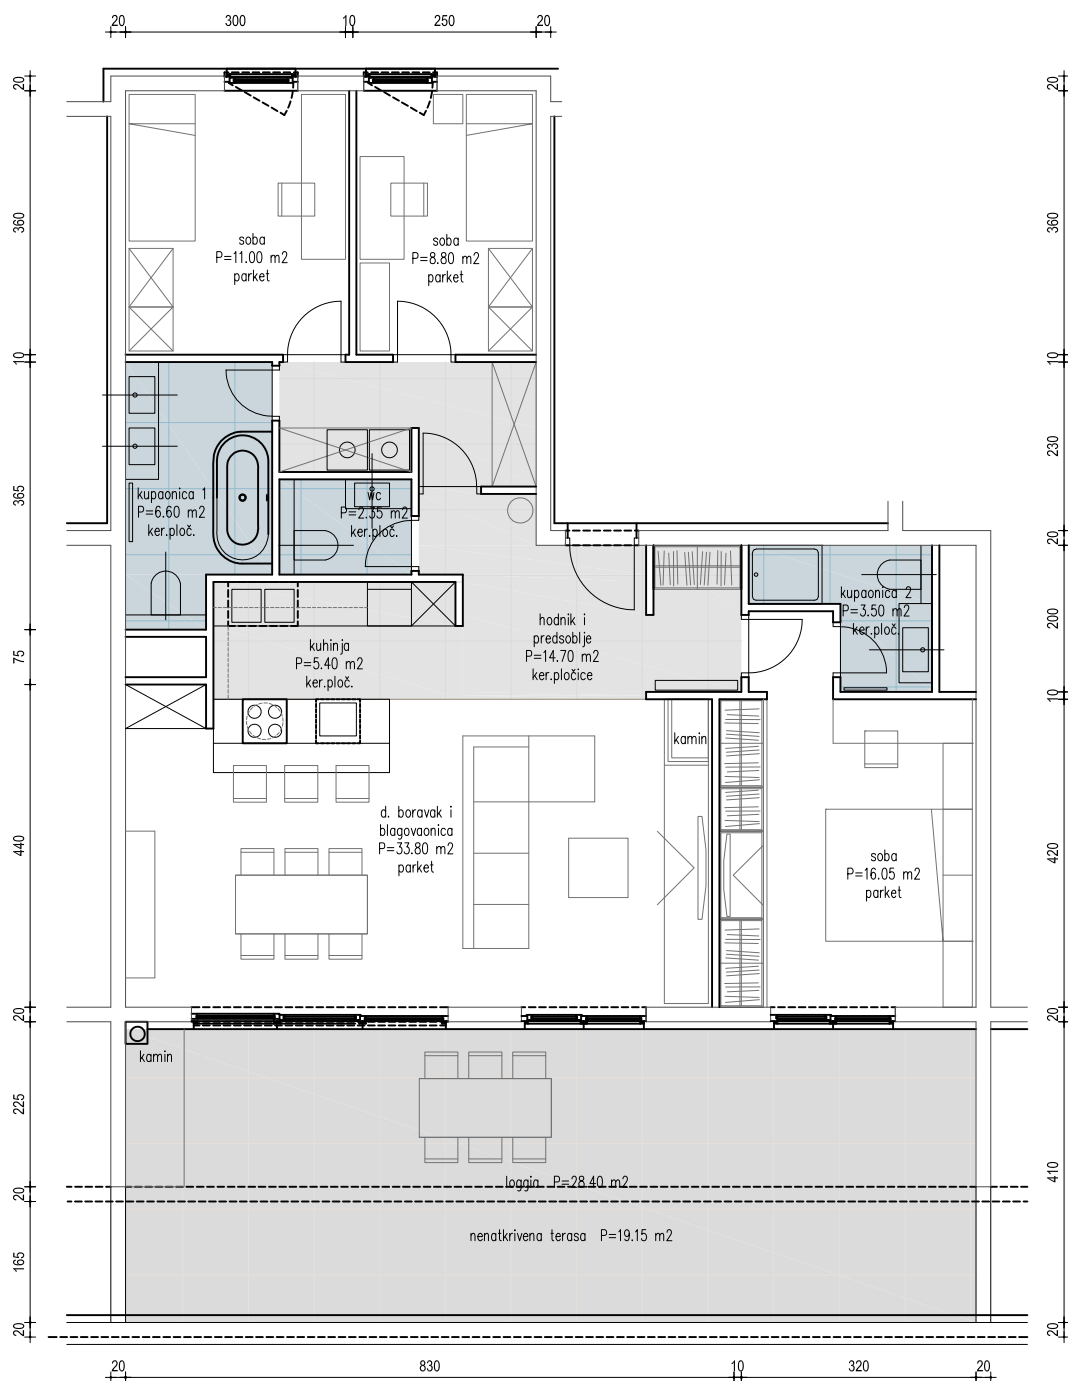 20 300 10 250 20
20
20
360
360
soba
P=11.00 m2
parket
soba
P=8.80 m2
parket
10
10
230
365
kupaonica 1
P=6.60 m2
ker.ploč.
wc
P=2.35 m2
ker.ploč.
20
kupaonica 2
P=3.50 m2
ker.ploč.
200
hodnik i
predsoblje
P=14.70 m2
ker.pločice
kuhinja
P=5.40 m2
ker.ploč.
75
10
kamin
d. boravak i
blagovaonica
P=33.80 m2
parket
440
420
soba
P=16.05 m2
parket
20
20
kamin
225
410
loggia P=28.40 m2
20
nenatkrivena terasa P=19.15 m2
165
20
20
20 830 10 320 20